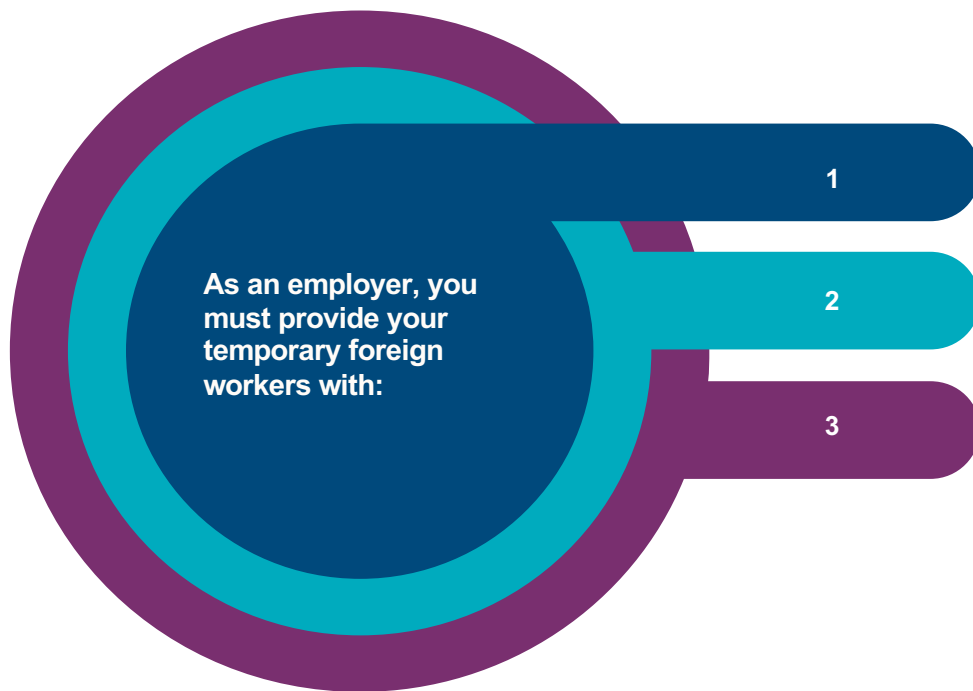 As an employer, you
must provide your
temporary foreign
workers with:
1
2
3